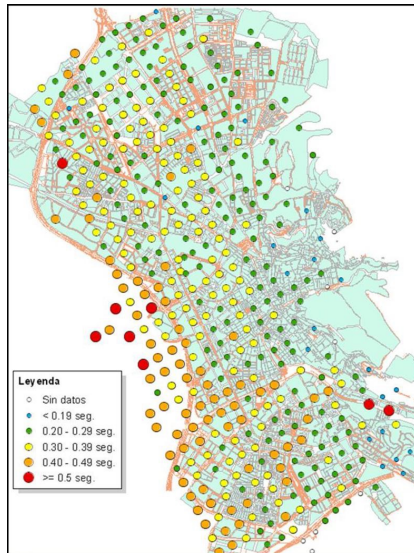 Leyenda
Sin datos
< 0.19 seg.
0.20 - 0.29 seg.
0.30 - 0.39 seg.
0.40 - 0.49 seg.
>= 0.5 seg.